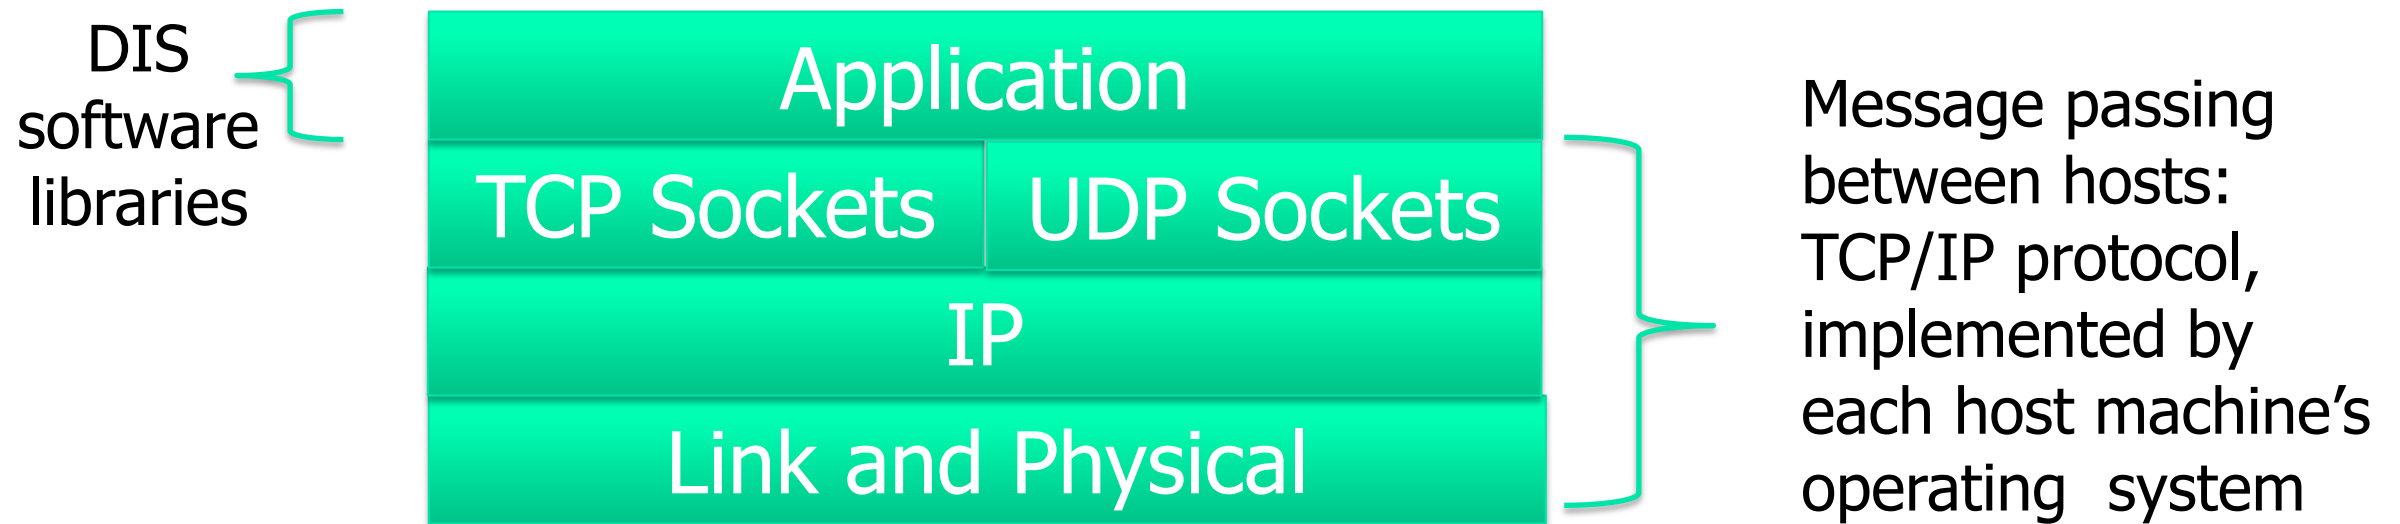 DIS
software
libraries
Application
TCP Sockets
UDP Sockets
IP
Link and Physical
Message passing
between hosts:
TCP/IP protocol,
implemented by
each host machine’s
operating  system